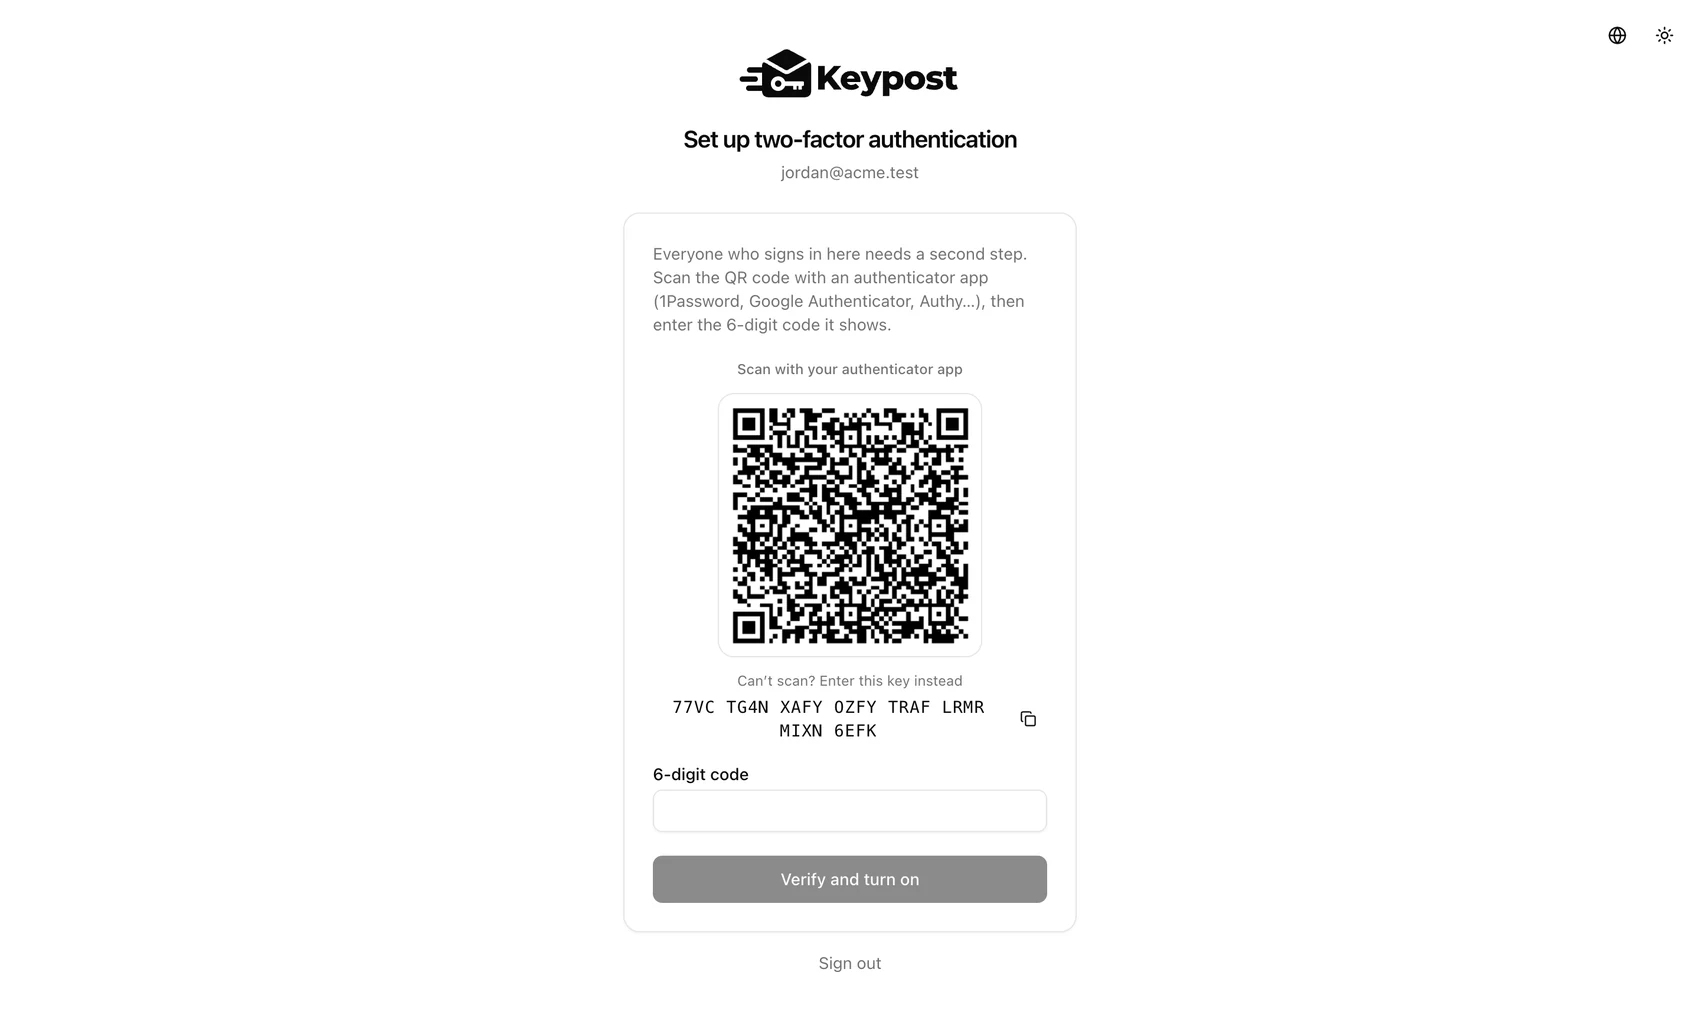 Keypost
Set up two-factor authentication
jordan@acme.test
Everyone who signs in here needs a second step.
Scan the QR code with an authenticator app
(1Password, Google Authenticator, Authy…), then
enter the 6-digit code it shows.
Scan with your authenticator app
Can’t scan? Enter this key instead
77VC TG4N XAFY OZFY TRAF LRMR
MIXN 6EFK
6-digit code
Verify and turn on
Sign out